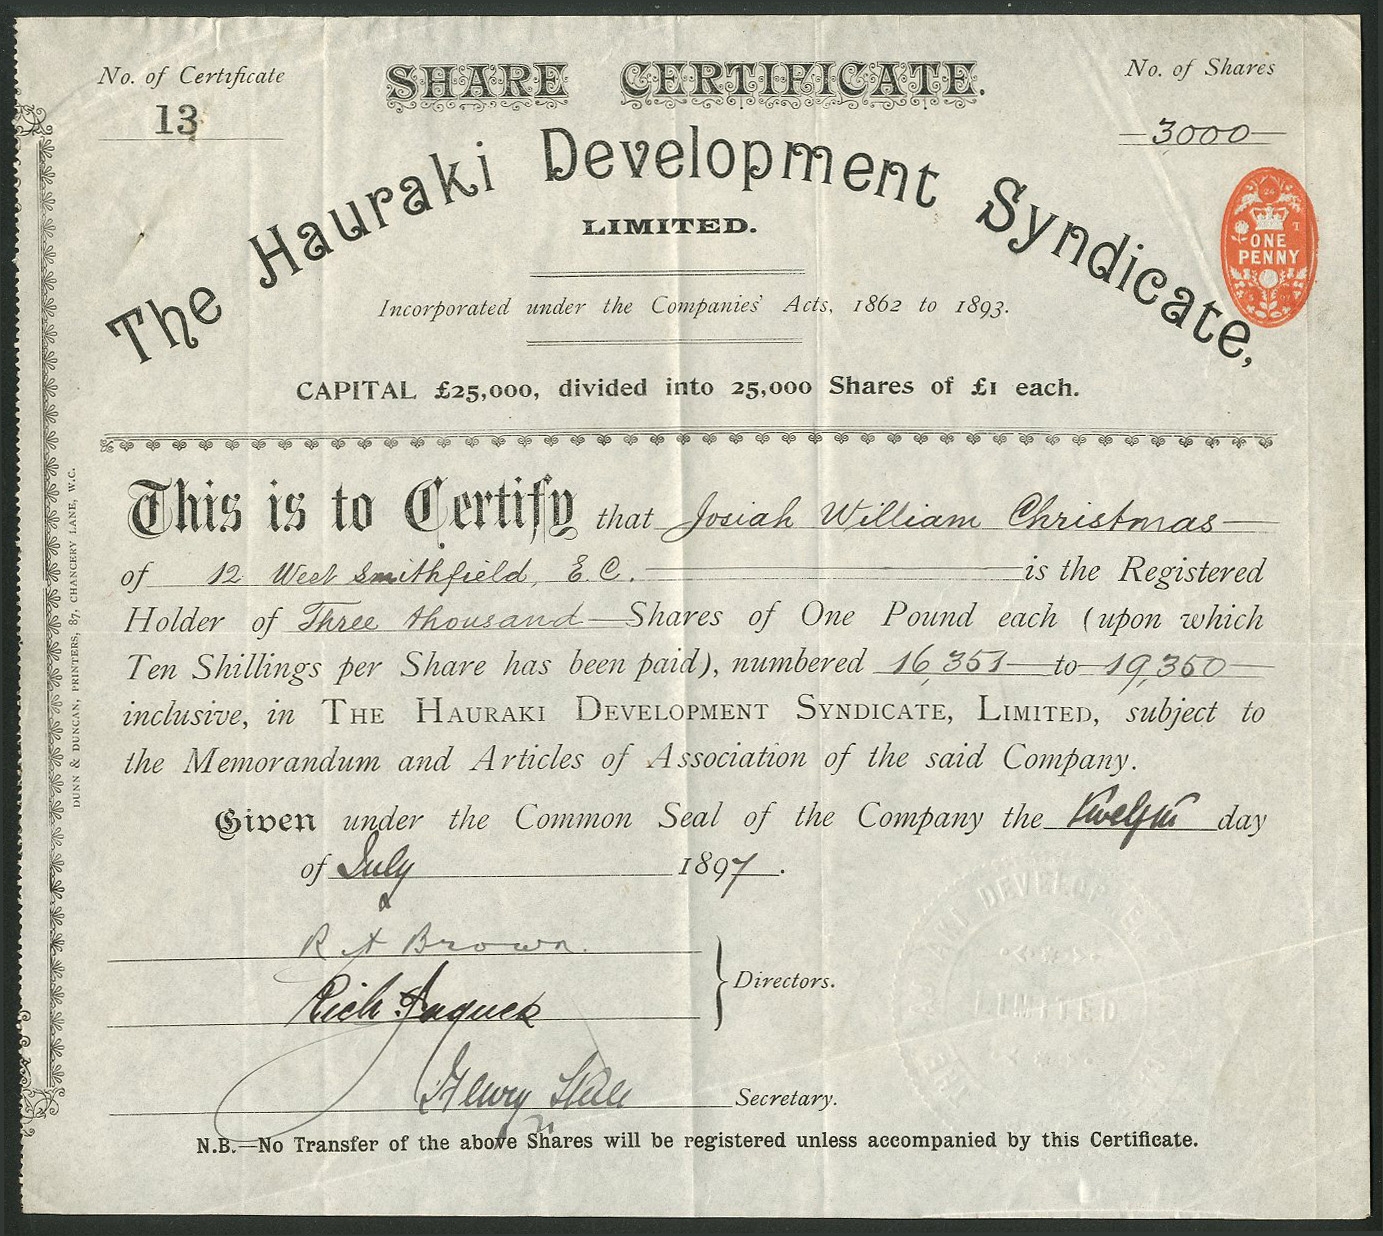 No. of Certificate
13
SHARE CERTIFICATE.
No. of Shares
3000
The Hauraki Development Syndicate,
LIMITED.
ONE
PENNY
Incorporated under the Companies' Acts, 1862 to 1893.
CAPITAL £25,000, divided into 25,000 Shares of £1 each.
This is to Certify that Josiah William Christmas
of 12 West Smithfield, E.C. is the Registered
Holder of Three thousand Shares of One Pound each (upon which
Ten Shillings per Share has been paid), numbered 16,351 to 19,350
inclusive, in THE HAURAKI DEVELOPMENT SYNDICATE, LIMITED, subject to
the Memorandum and Articles of Association of the said Company.
Given under the Common Seal of the Company the Twelfth day
of July 1897.
R A Brown.
Rich
Directors.
Henry
Secretary.
N.B.—No Transfer of the above Shares will be registered unless accompanied by this Certificate.
DUNN & DUNCAN, PRINTERS, 87, CHANCERY LANE, W.C.
LIMITED